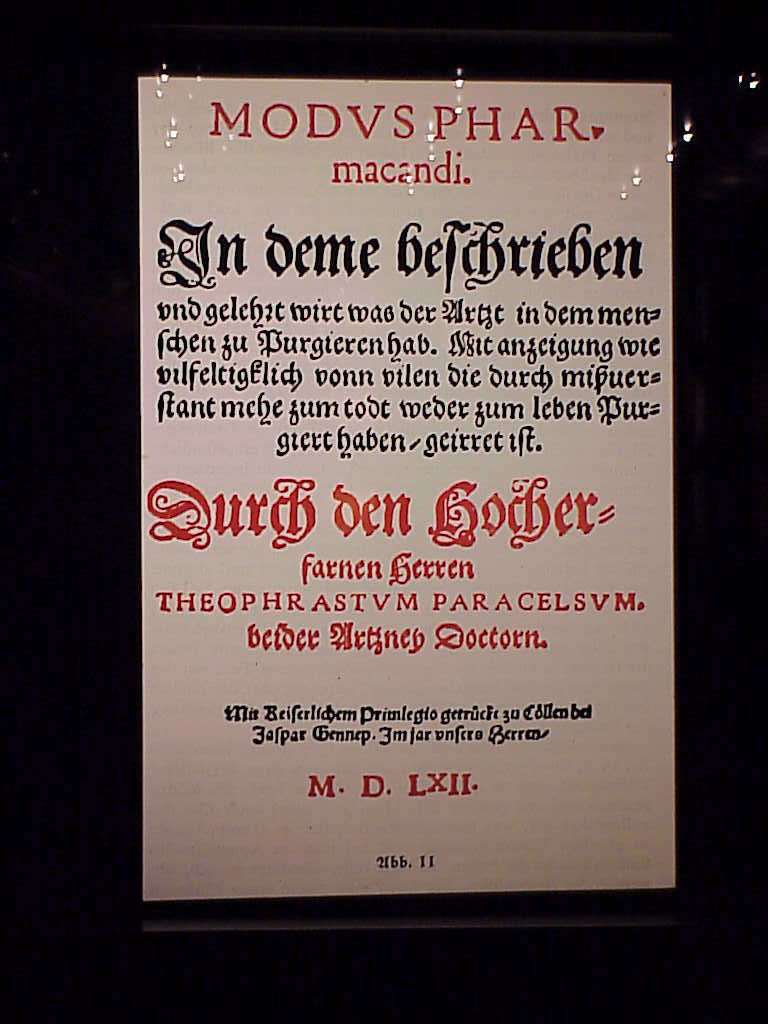 MODVS PHAR
macandi.
In deme beschrieben
vnd gelehrt wirt was der Artzt in dem men=
schen zu Purgieren hab. Mit anzeigung wie
vilfeltigklich vonn vilen die durch mißuer=
stant mehe zum todt weder zum leben Pur=
giert haben/geirret ist.
Durch den Hocher=
farnen Herren
THEOPHRASTVM PARACELSVM.
beider Artzney Doctorn.
Mit Keiserlichem Priuilegio getrückt zu Cöllen bei
Jaspar Gennep. Im jar vnsers Herren/
M. D. LXII.
Abb. II